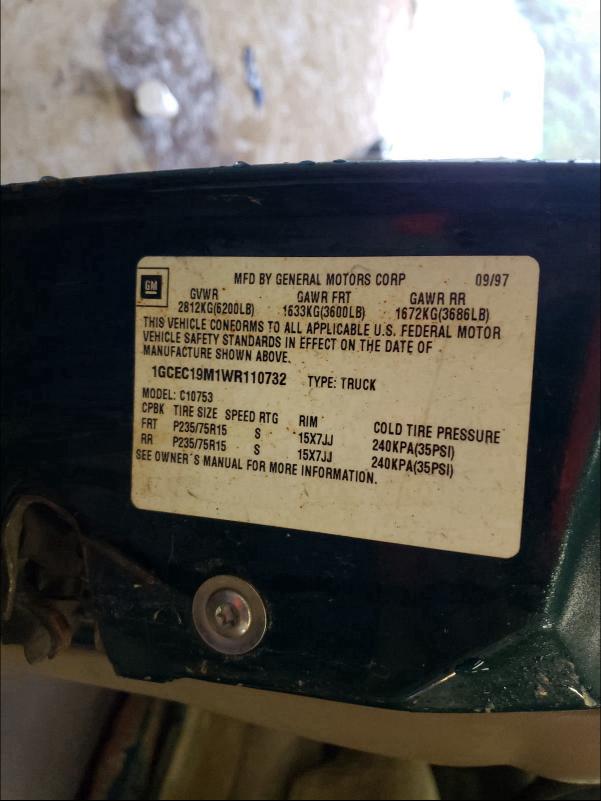 GM
MFD BY GENERAL MOTORS CORP 09/97
GVWR GAWR FRT GAWR RR
2812KG(6200LB) 1633KG(3600LB) 1672KG(3686LB)
THIS VEHICLE CONFORMS TO ALL APPLICABLE U.S. FEDERAL MOTOR
VEHICLE SAFETY STANDARDS IN EFFECT ON THE DATE OF
MANUFACTURE SHOWN ABOVE.
1GCEC19M1WR110732 TYPE: TRUCK
MODEL: C10753
CPBK TIRE SIZE SPEED RTG RIM COLD TIRE PRESSURE
FRT P235/75R15 S 15X7JJ 240KPA(35PSI)
RR P235/75R15 S 15X7JJ 240KPA(35PSI)
SEE OWNER'S MANUAL FOR MORE INFORMATION.